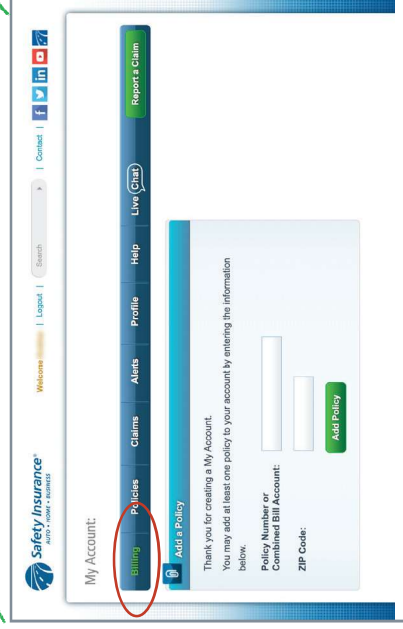 Safety Insurance®
AUTO • HOME • BUSINESS
Welcome | Logout | Search | Contact |
My Account:
Billing Policies Claims Alerts Profile Help Live Chat Report a Claim
Add a Policy
Thank you for creating a My Account.
You may add at least one policy to your account by entering the information
below.
Policy Number or
Combined Bill Account:
ZIP Code:
Add Policy